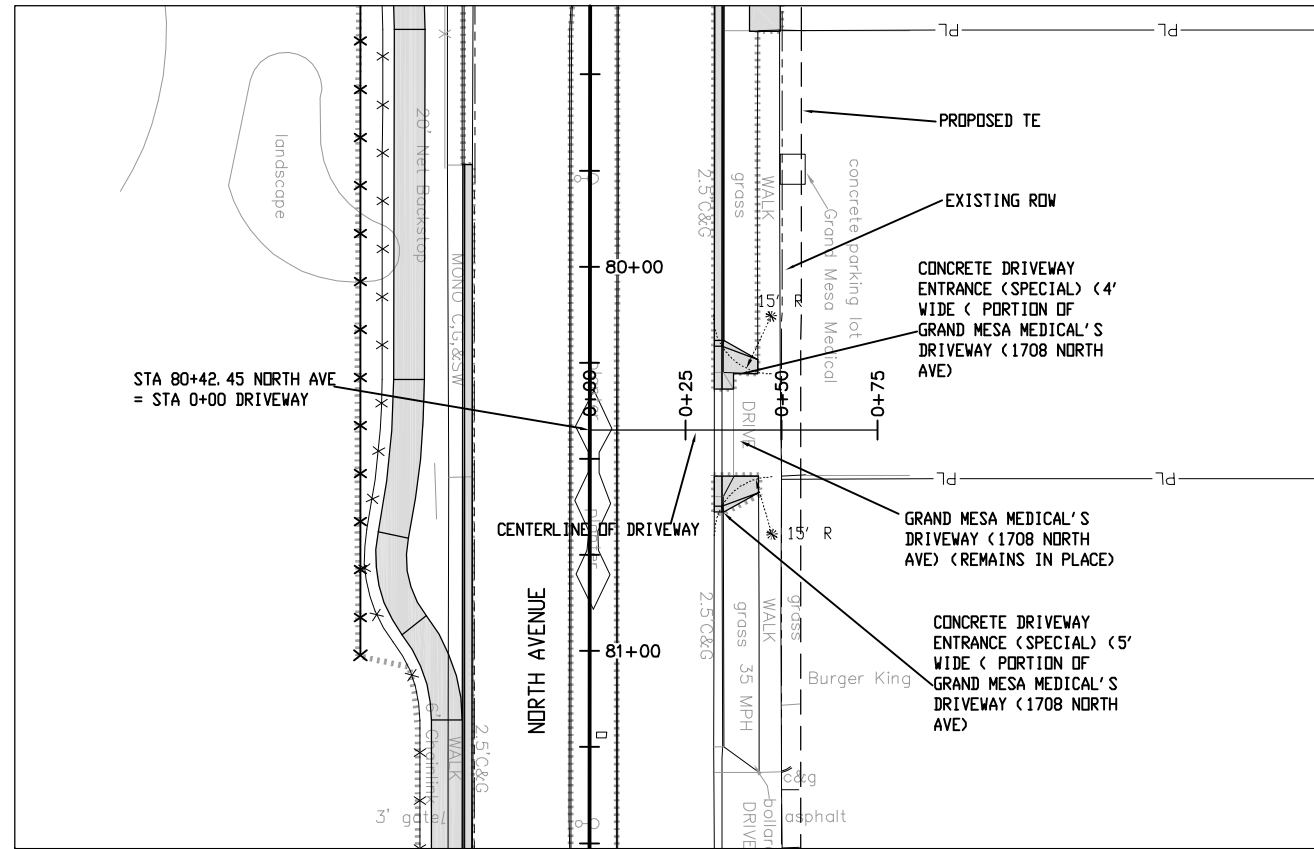 PL
PL
PROPOSED TE
20' Net Backstop
landscape
2.5'C&G
grass
WALK
concrete parking lot
Grand Mesa Medical
EXISTING ROW
MONO C,G,&SW
80+00
15' R
CONCRETE DRIVEWAY
ENTRANCE (SPECIAL) (4'
WIDE ( PORTION OF
GRAND MESA MEDICAL'S
DRIVEWAY (1708 NORTH
AVE)
STA 80+42.45 NORTH AVE
= STA 0+00 DRIVEWAY
0+00
0+25
0+50
0+75
DRIVE
PL
PL
CENTERLINE OF DRIVEWAY
planter
15' R
GRAND MESA MEDICAL'S
DRIVEWAY (1708 NORTH
AVE) (REMAINS IN PLACE)
NORTH AVENUE
2.5'C&G
grass
WALK
grass
CONCRETE DRIVEWAY
ENTRANCE (SPECIAL) (5'
WIDE ( PORTION OF
GRAND MESA MEDICAL'S
DRIVEWAY (1708 NORTH
AVE)
81+00
35 MPH
Burger King
6' Chainlink
WALK
2.5'C&G
c&g
3' gate
bollard
DRIVE
asphalt